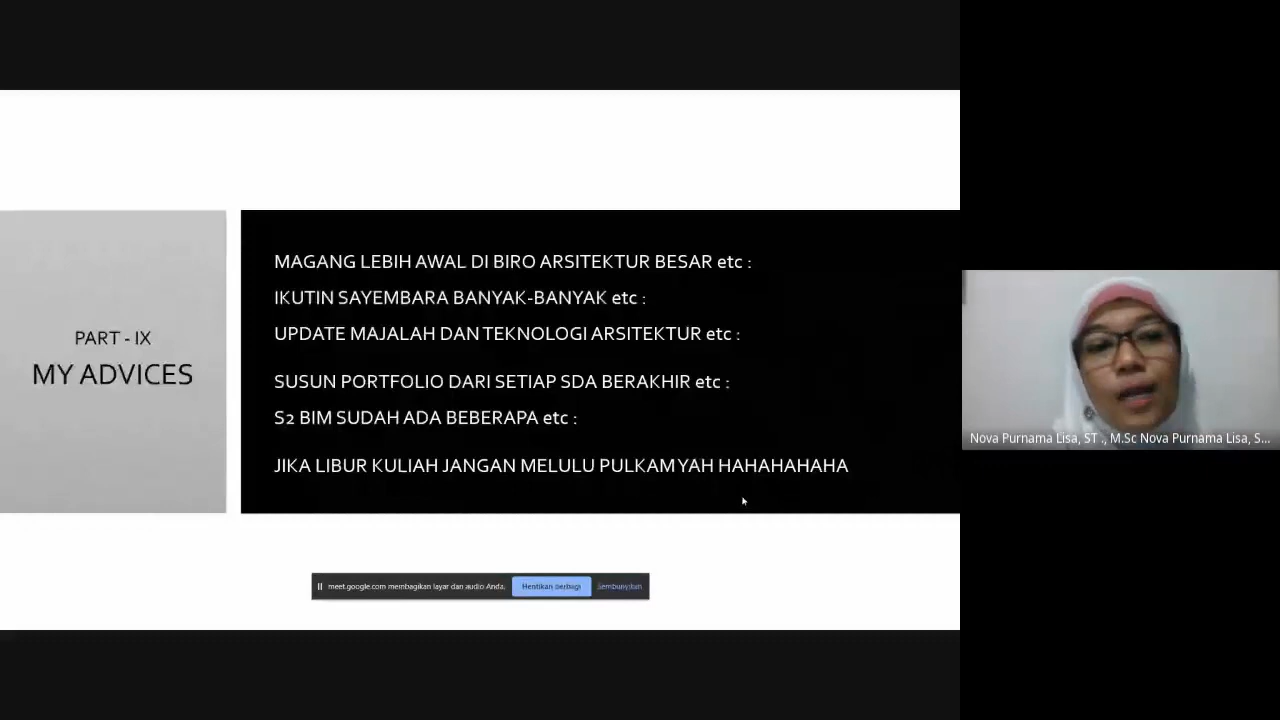 PART - IX
MY ADVICES
MAGANG LEBIH AWAL DI BIRO ARSITEKTUR BESAR etc :
IKUTIN SAYEMBARA BANYAK-BANYAK etc :
UPDATE MAJALAH DAN TEKNOLOGI ARSITEKTUR etc :
SUSUN PORTFOLIO DARI SETIAP SDA BERAKHIR etc :
S2 BIM SUDAH ADA BEBERAPA etc :
JIKA LIBUR KULIAH JANGAN MELULU PULKAM YAH HAHAHAHAHA
meet.google.com membagikan layar dan audio Anda. Hentikan berbagi Sembunyikan
Nova Purnama Lisa, ST ., M.Sc Nova Purnama Lisa, S...